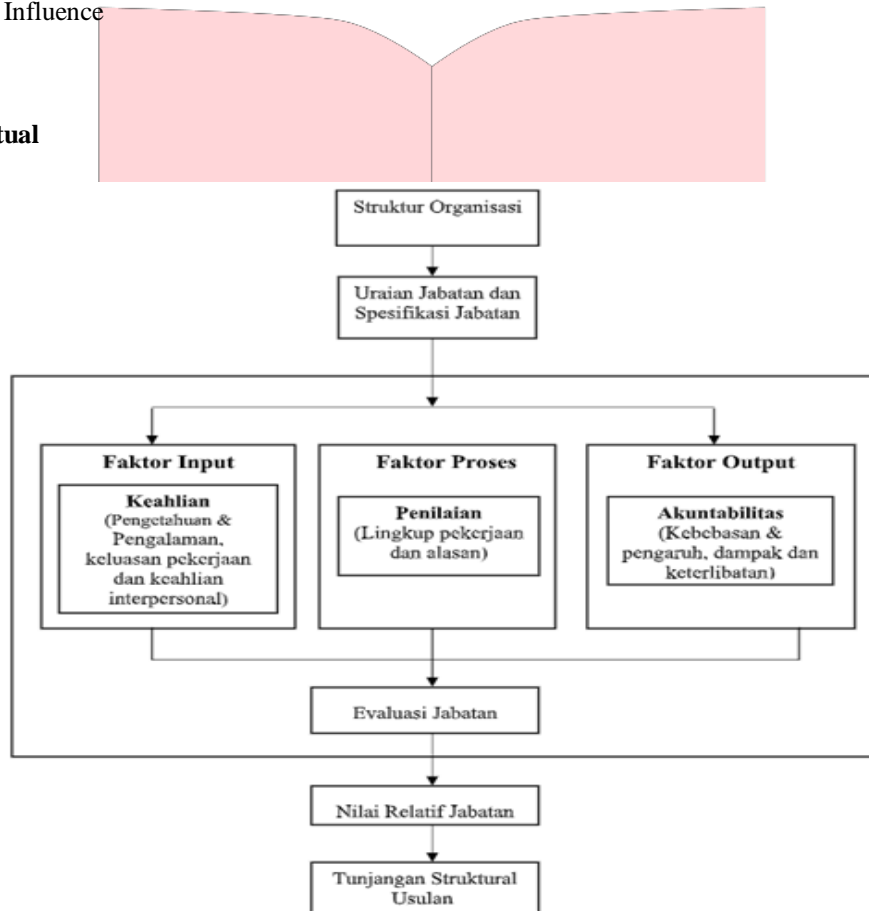 Influence
tual
Struktur Organisasi
Uraian Jabatan dan
Spesifikasi Jabatan
Faktor Input
Keahlian
(Pengetahuan &
Pengalaman,
keluasan pekerjaan
dan keahlian
interpersonal)
Faktor Proses
Penilaian
(Lingkup pekerjaan
dan alasan)
Faktor Output
Akuntabilitas
(Kebebasan &
pengaruh, dampak dan
keterlibatan)
Evaluasi Jabatan
Nilai Relatif Jabatan
Tunjangan Struktural
Usulan